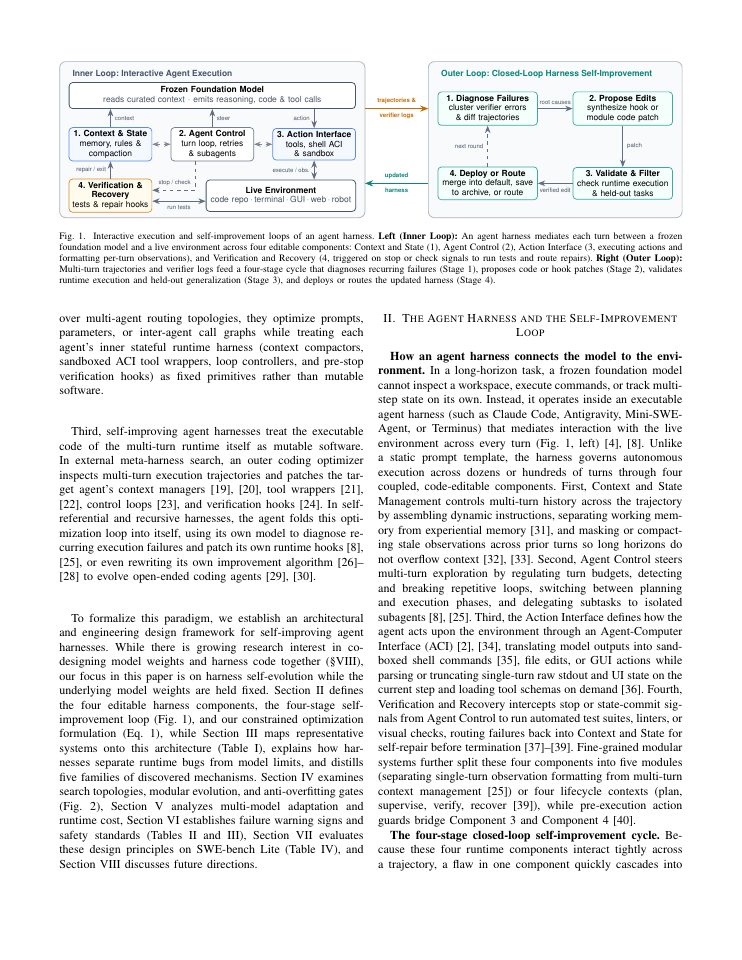 Inner Loop: Interactive Agent Execution
Frozen Foundation Model
reads curated context · emits reasoning, code & tool calls
context
steer
action
1. Context & State
memory, rules &
compaction
2. Agent Control
turn loop, retries
& subagents
3. Action Interface
tools, shell ACI
& sandbox
repair / exit
stop / check
execute / obs.
4. Verification &
Recovery
tests & repair hooks
run tests
Live Environment
code repo · terminal · GUI · web · robot
trajectories &
verifier logs
updated
harness
Outer Loop: Closed-Loop Harness Self-Improvement
1. Diagnose Failures
cluster verifier errors
& diff trajectories
root causes
2. Propose Edits
synthesize hook or
module code patch
next round
patch
4. Deploy or Route
merge into default, save
to archive, or route
verified edit
3. Validate & Filter
check runtime execution
& held-out tasks
Fig. 1. Interactive execution and self-improvement loops of an agent harness. Left (Inner Loop): An agent harness mediates each turn between a frozen
foundation model and a live environment across four editable components: Context and State (1), Agent Control (2), Action Interface (3, executing actions and
formatting per-turn observations), and Verification and Recovery (4, triggered on stop or check signals to run tests and route repairs). Right (Outer Loop):
Multi-turn trajectories and verifier logs feed a four-stage cycle that diagnoses recurring failures (Stage 1), proposes code or hook patches (Stage 2), validates
runtime execution and held-out generalization (Stage 3), and deploys or routes the updated harness (Stage 4).
over multi-agent routing topologies, they optimize prompts,
parameters, or inter-agent call graphs while treating each
agent's inner stateful runtime harness (context compactors,
sandboxed ACI tool wrappers, loop controllers, and pre-stop
verification hooks) as fixed primitives rather than mutable
software.
Third, self-improving agent harnesses treat the executable
code of the multi-turn runtime itself as mutable software.
In external meta-harness search, an outer coding optimizer
inspects multi-turn execution trajectories and patches the tar-
get agent's context managers [19], [20], tool wrappers [21],
[22], control loops [23], and verification hooks [24]. In self-
referential and recursive harnesses, the agent folds this opti-
mization loop into itself, using its own model to diagnose re-
curring execution failures and patch its own runtime hooks [8],
[25], or even rewriting its own improvement algorithm [26]–
[28] to evolve open-ended coding agents [29], [30].
To formalize this paradigm, we establish an architectural
and engineering design framework for self-improving agent
harnesses. While there is growing research interest in co-
designing model weights and harness code together (§VIII),
our focus in this paper is on harness self-evolution while the
underlying model weights are held fixed. Section II defines
the four editable harness components, the four-stage self-
improvement loop (Fig. 1), and our constrained optimization
formulation (Eq. 1), while Section III maps representative
systems onto this architecture (Table I), explains how har-
nesses separate runtime bugs from model limits, and distills
five families of discovered mechanisms. Section IV examines
search topologies, modular evolution, and anti-overfitting gates
(Fig. 2), Section V analyzes multi-model adaptation and
runtime cost, Section VI establishes failure warning signs and
safety standards (Tables II and III), Section VII evaluates
these design principles on SWE-bench Lite (Table IV), and
Section VIII discusses future directions.
II. THE AGENT HARNESS AND THE SELF-IMPROVEMENT
LOOP
How an agent harness connects the model to the envi-
ronment. In a long-horizon task, a frozen foundation model
cannot inspect a workspace, execute commands, or track multi-
step state on its own. Instead, it operates inside an executable
agent harness (such as Claude Code, Antigravity, Mini-SWE-
Agent, or Terminus) that mediates interaction with the live
environment across every turn (Fig. 1, left) [4], [8]. Unlike
a static prompt template, the harness governs autonomous
execution across dozens or hundreds of turns through four
coupled, code-editable components. First, Context and State
Management controls multi-turn history across the trajectory
by assembling dynamic instructions, separating working mem-
ory from experiential memory [31], and masking or compact-
ing stale observations across prior turns so long horizons do
not overflow context [32], [33]. Second, Agent Control steers
multi-turn exploration by regulating turn budgets, detecting
and breaking repetitive loops, switching between planning
and execution phases, and delegating subtasks to isolated
subagents [8], [25]. Third, the Action Interface defines how the
agent acts upon the environment through an Agent-Computer
Interface (ACI) [2], [34], translating model outputs into sand-
boxed shell commands [35], file edits, or GUI actions while
parsing or truncating single-turn raw stdout and UI state on the
current step and loading tool schemas on demand [36]. Fourth,
Verification and Recovery intercepts stop or state-commit sig-
nals from Agent Control to run automated test suites, linters, or
visual checks, routing failures back into Context and State for
self-repair before termination [37]–[39]. Fine-grained modular
systems further split these four components into five modules
(separating single-turn observation formatting from multi-turn
context management [25]) or four lifecycle contexts (plan,
supervise, verify, recover [39]), while pre-execution action
guards bridge Component 3 and Component 4 [40].
The four-stage closed-loop self-improvement cycle. Be-
cause these four runtime components interact tightly across
a trajectory, a flaw in one component quickly cascades into